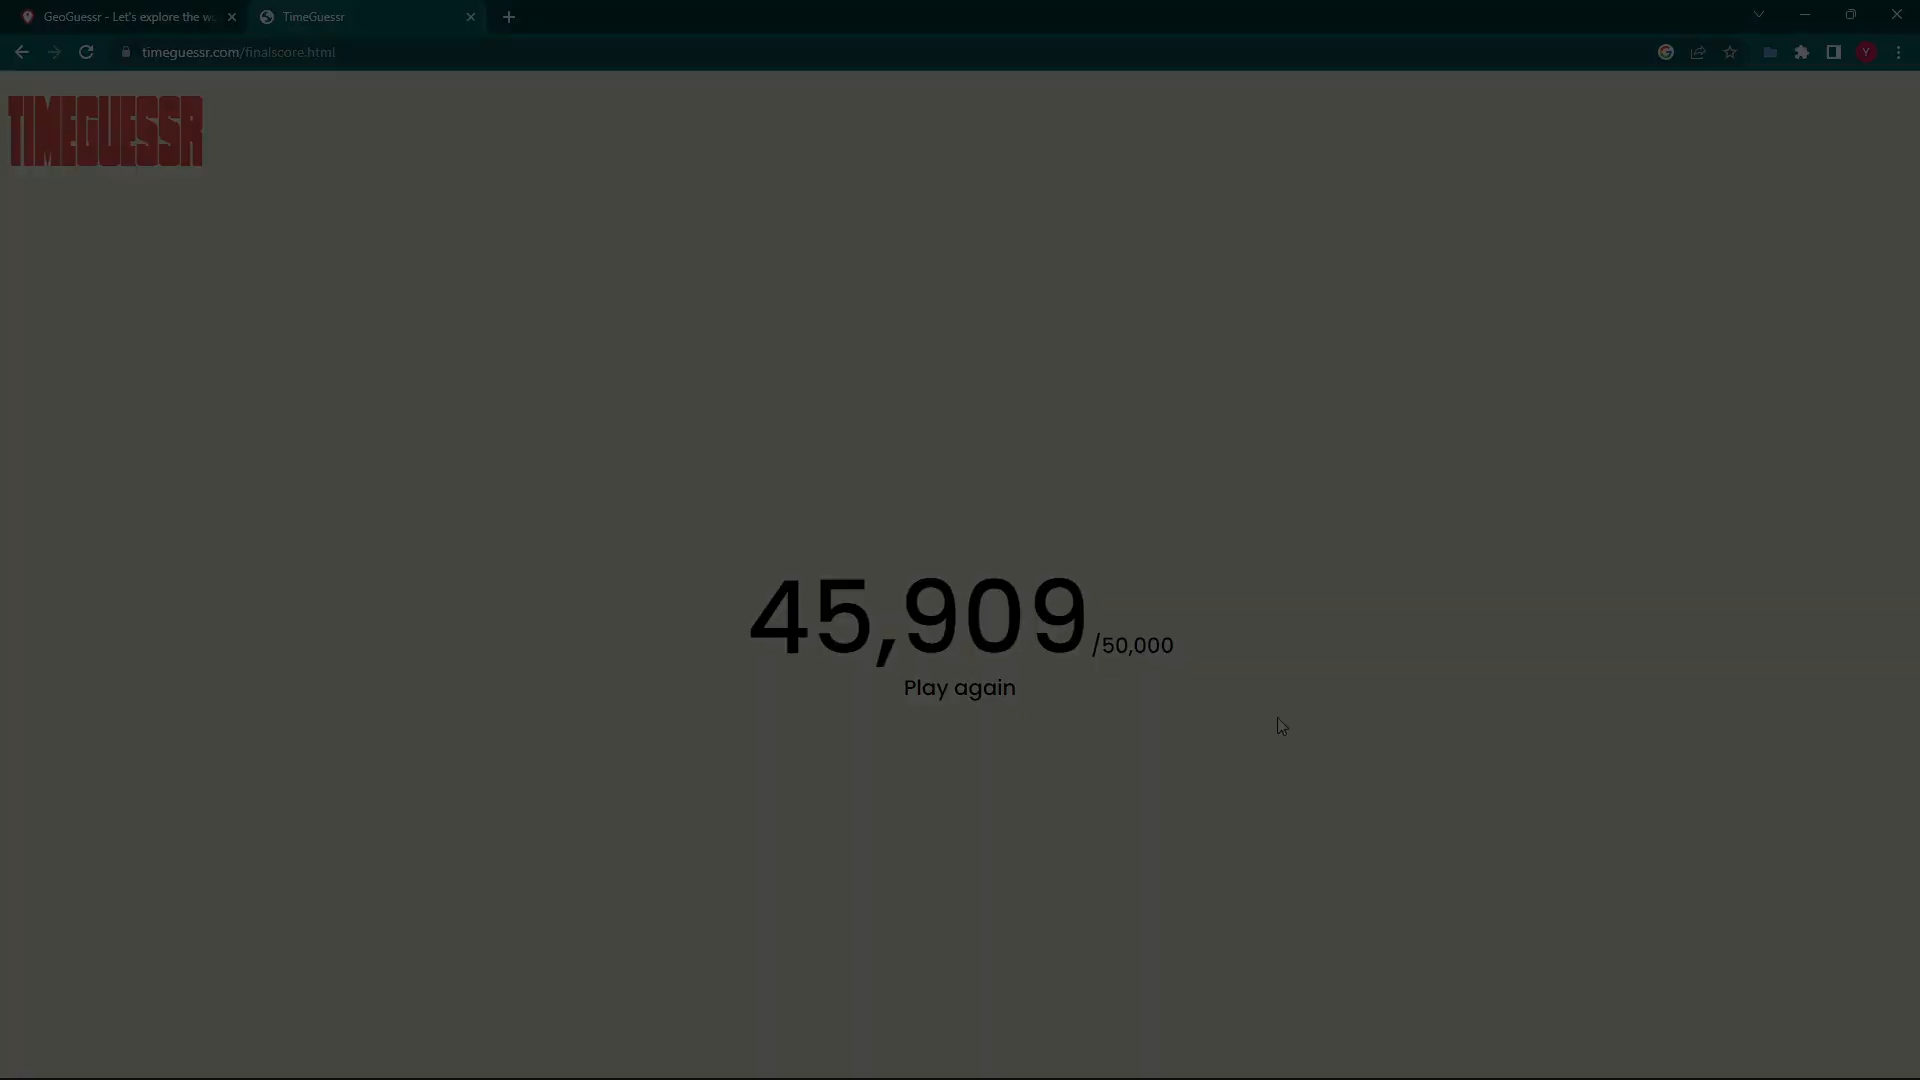 GeoGuessr - Let's explore the w
TimeGuessr
timeguessr.com/finalscore.html
Y
TIMEGUESSR
45,909/50,000
Play again